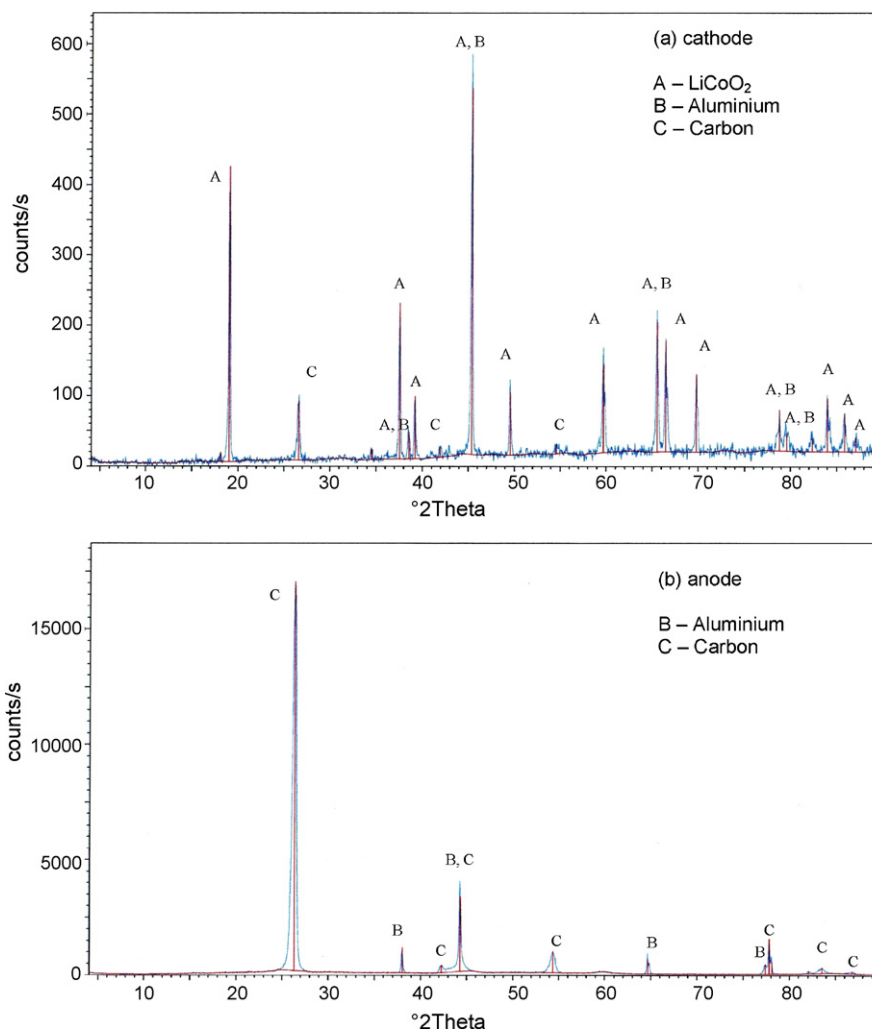 (a) cathode
A – LiCoO₂
B – Aluminium
C – Carbon
counts/s
600
500
400
300
200
100
0
A
C
A
A, B
A
C
A, B
A
C
A
A, B
A
A
A, B
A, B
A
A
A
10 20 30 40 50 60 70 80
°2Theta
(b) anode
B – Aluminium
C – Carbon
counts/s
15000
10000
5000
0
C
B
C
B, C
C
B
B
C
C
C
10 20 30 40 50 60 70 80
°2Theta